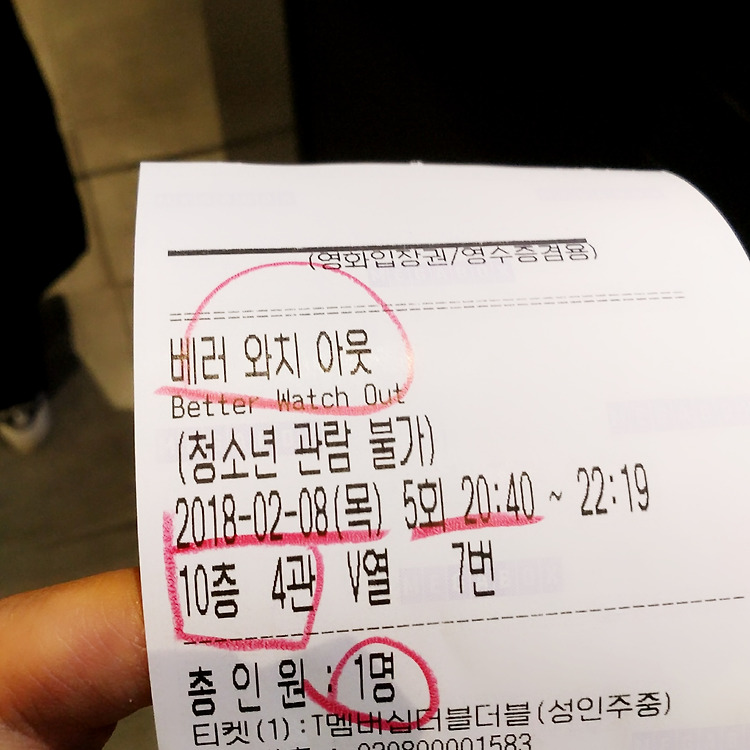 (영화입장권/영수증겸용)
베러 와치 아웃
Better Watch Out
(청소년 관람 불가)
2018-02-08(목) 5회 20:40 ~ 22:19
10층 4관 V열 7번
총 인 원 : 1명
티켓(1):T멤버십더블더블(성인주중)
: 020800001583